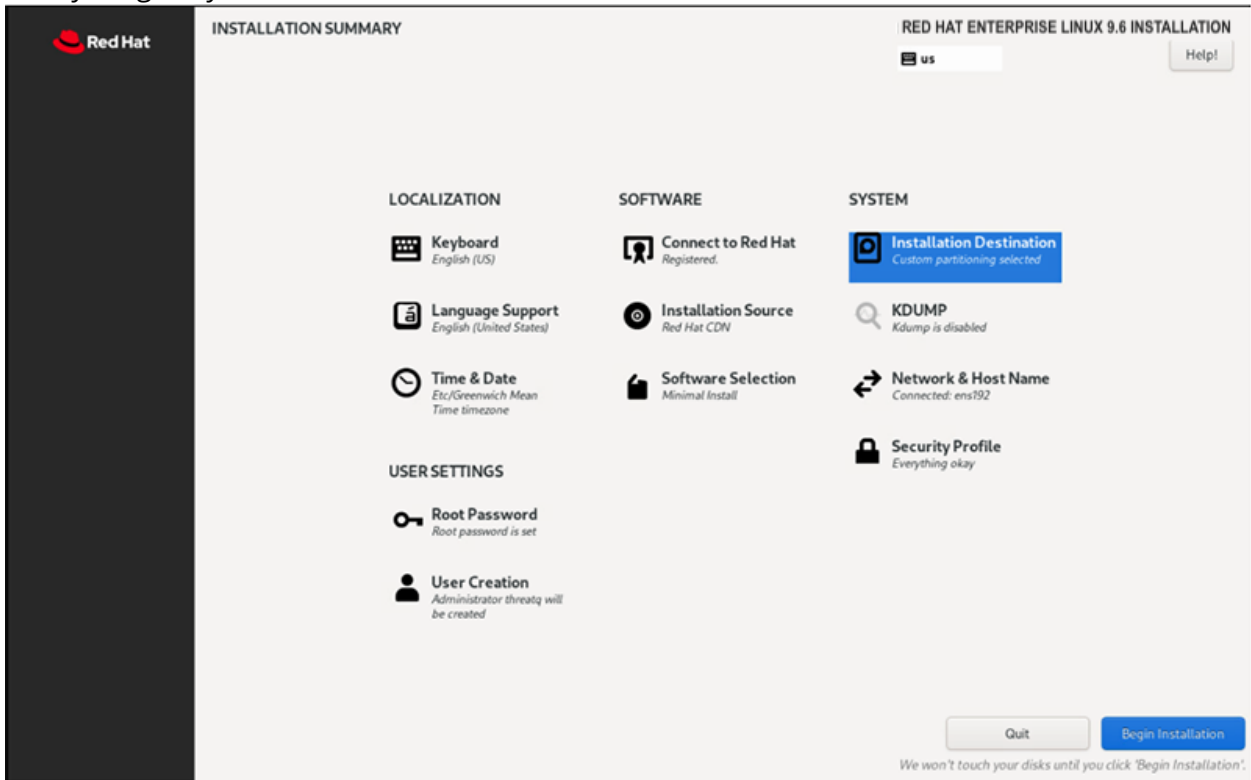 Red Hat
INSTALLATION SUMMARY
RED HAT ENTERPRISE LINUX 9.6 INSTALLATION
us
Help!
LOCALIZATION
Keyboard
English (US)
Language Support
English (United States)
Time & Date
Etc/Greenwich Mean
Time timezone
USER SETTINGS
Root Password
Root password is set
User Creation
Administrator threatq will
be created
SOFTWARE
Connect to Red Hat
Registered.
Installation Source
Red Hat CDN
Software Selection
Minimal Install
SYSTEM
Installation Destination
Custom partitioning selected
KDUMP
Kdump is disabled
Network & Host Name
Connected: ens192
Security Profile
Everything okay
Quit
Begin Installation
We won't touch your disks until you click 'Begin Installation'.